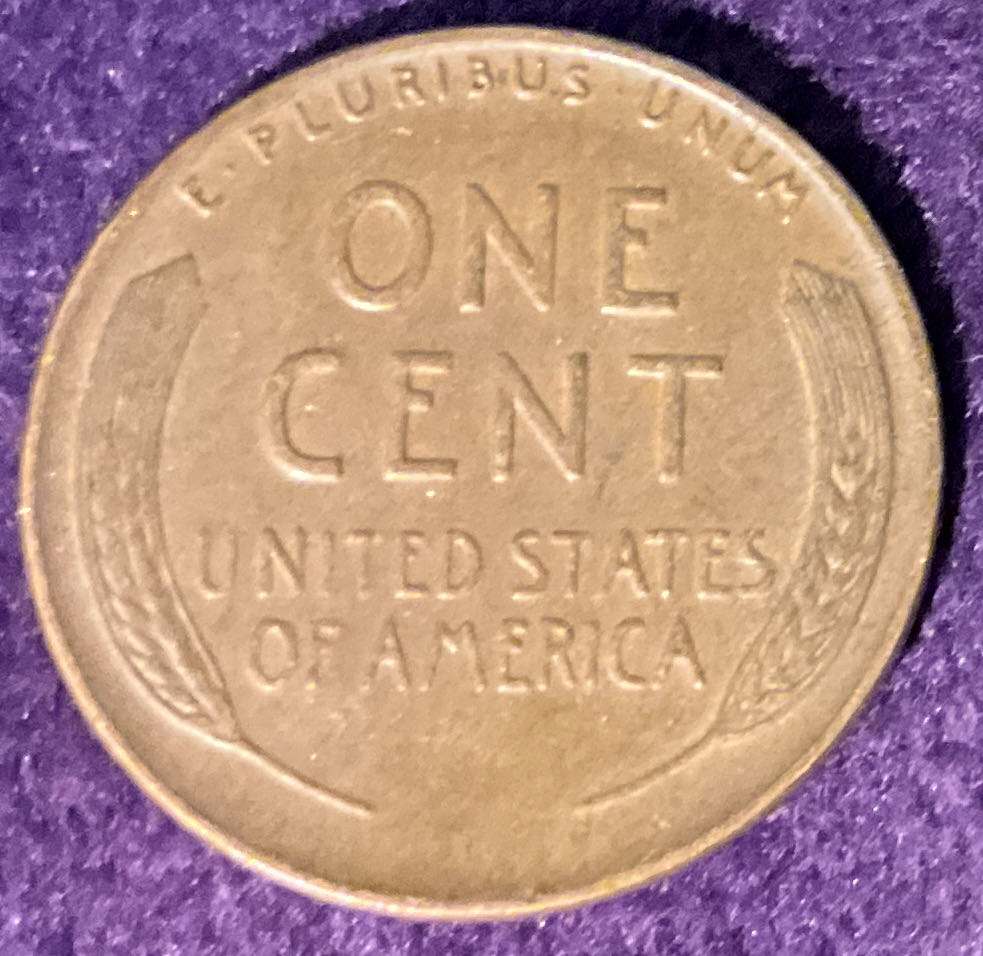 E · PLURIBUS · UNUM
ONE
CENT
UNITED STATES
OF AMERICA